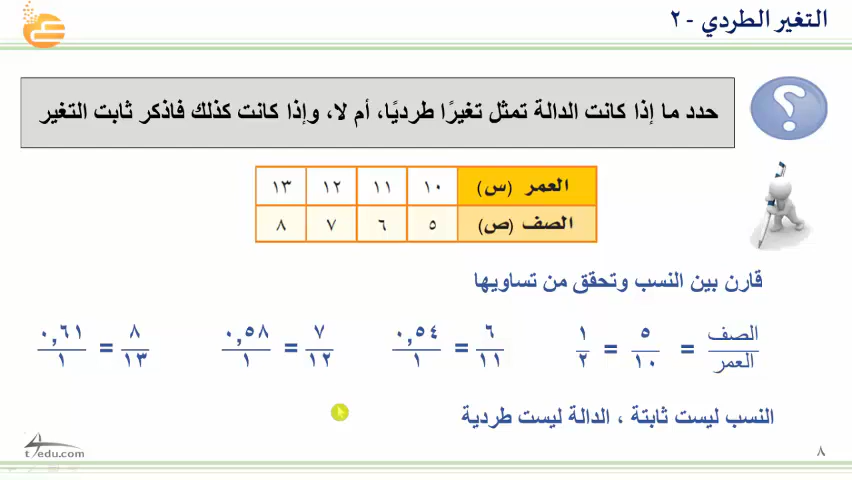 التغير الطردي - ٢
؟
حدد ما إذا كانت الدالة تمثل تغيرًا طرديًا، أم لا، وإذا كانت كذلك فاذكر ثابت التغير
العمر (س) ١٠ ١١ ١٢ ١٣
الصف (ص) ٥ ٦ ٧ ٨
قارن بين النسب وتحقق من تساويها
الصف/العمر = ٥/١٠ = ١/٢
٦/١١ = ٠,٥٤/١
٧/١٢ = ٠,٥٨/١
٨/١٣ = ٠,٦١/١
النسب ليست ثابتة ، الدالة ليست طردية
٨
t4edu.com